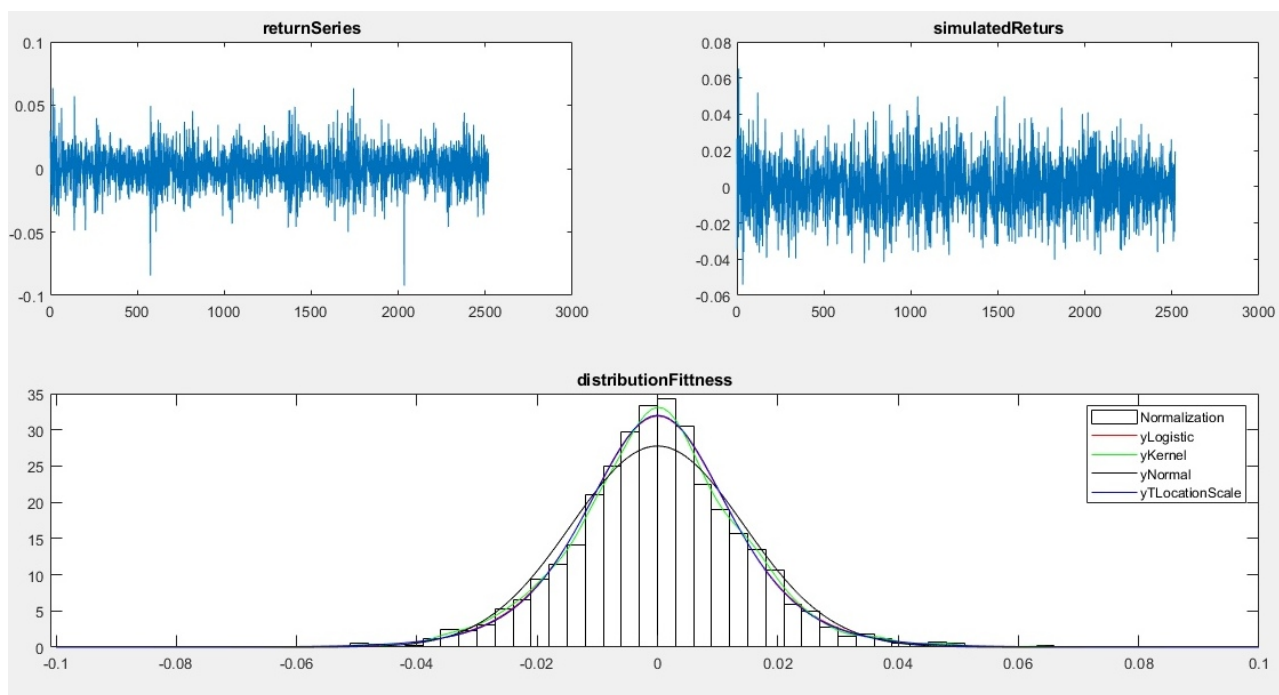 returnSeries
0.1
0.05
0
-0.05
-0.1
0 500 1000 1500 2000 2500 3000
simulatedReturs
0.08
0.06
0.04
0.02
0
-0.02
-0.04
-0.06
0 500 1000 1500 2000 2500 3000
distributionFittness
35
30
25
20
15
10
5
0
-0.1 -0.08 -0.06 -0.04 -0.02 0 0.02 0.04 0.06 0.08 0.1
Normalization
yLogistic
yKernel
yNormal
yTLocationScale